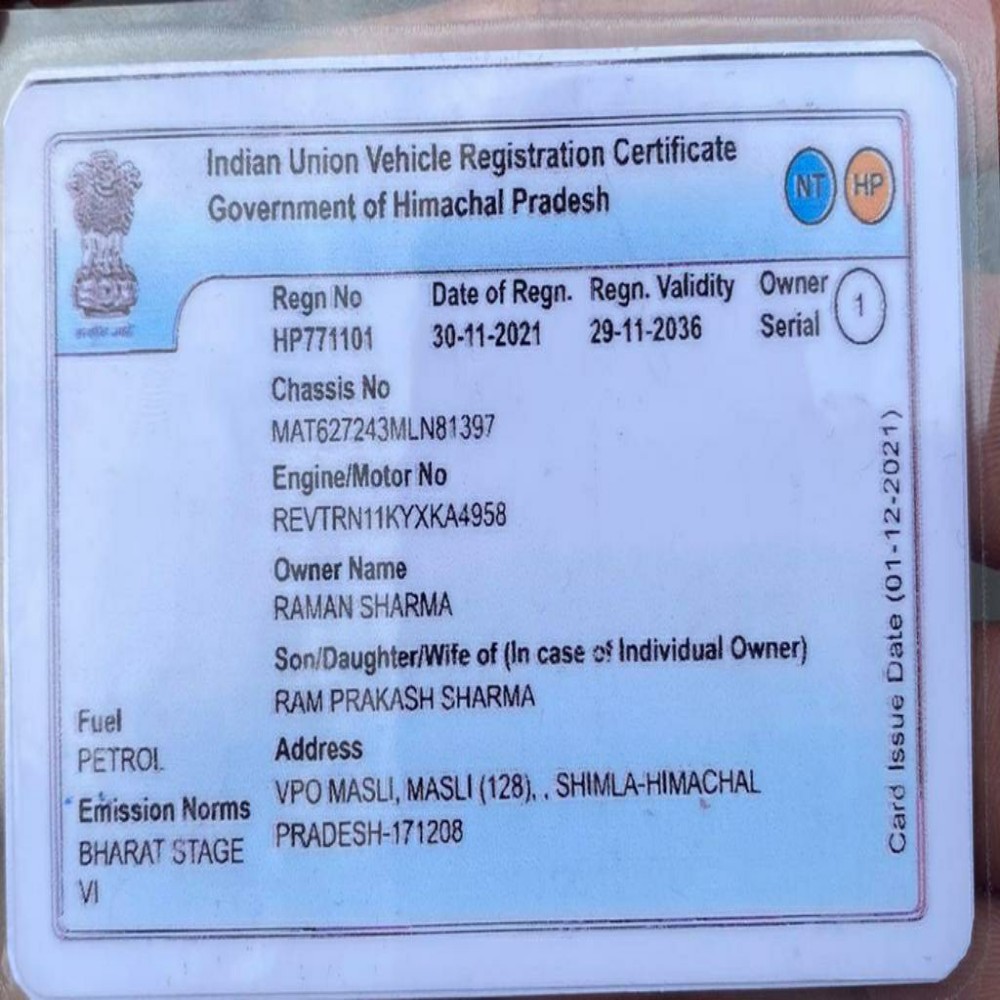 Indian Union Vehicle Registration Certificate
Government of Himachal Pradesh
NT HP
Regn No Date of Regn. Regn. Validity Owner Serial 1
HP771101 30-11-2021 29-11-2036
Chassis No
MAT627243MLN81397
Engine/Motor No
REVTRN11KYXKA4958
Owner Name
RAMAN SHARMA
Son/Daughter/Wife of (In case of Individual Owner)
RAM PRAKASH SHARMA
Fuel
PETROL
Address
VPO MASLI, MASLI (128), , SHIMLA-HIMACHAL
PRADESH-171208
Emission Norms
BHARAT STAGE
VI
Card Issue Date (01-12-2021)